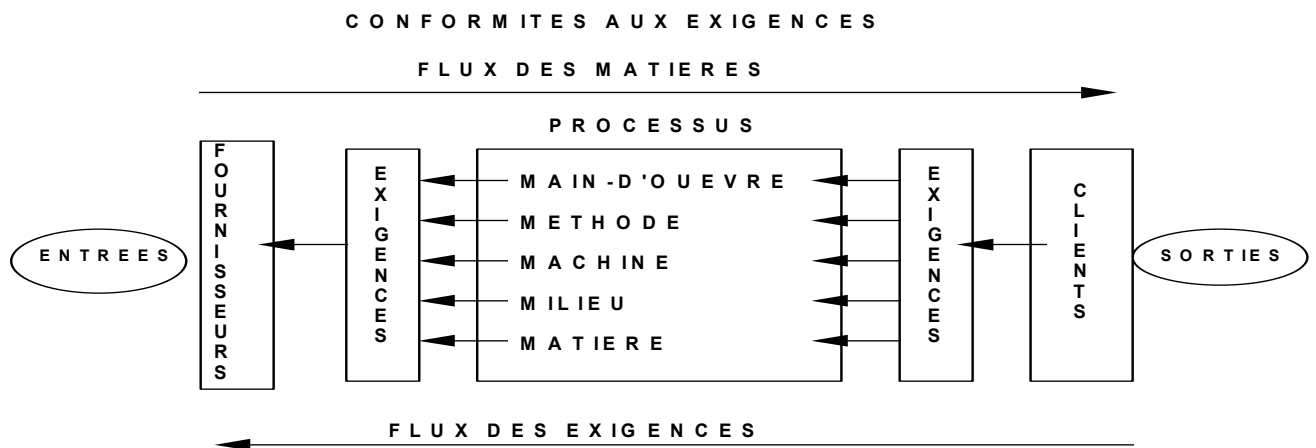 CONFORMITES AUX EXIGENCES
FLUX DES MATIERES
PROCESSUS
ENTREES
FOURNISSEURS
EXIGENCES
MAIN-D'OUEVRE
METHODE
MACHINE
MILIEU
MATIERE
EXIGENCES
CLIENTS
SORTIES
FLUX DES EXIGENCES